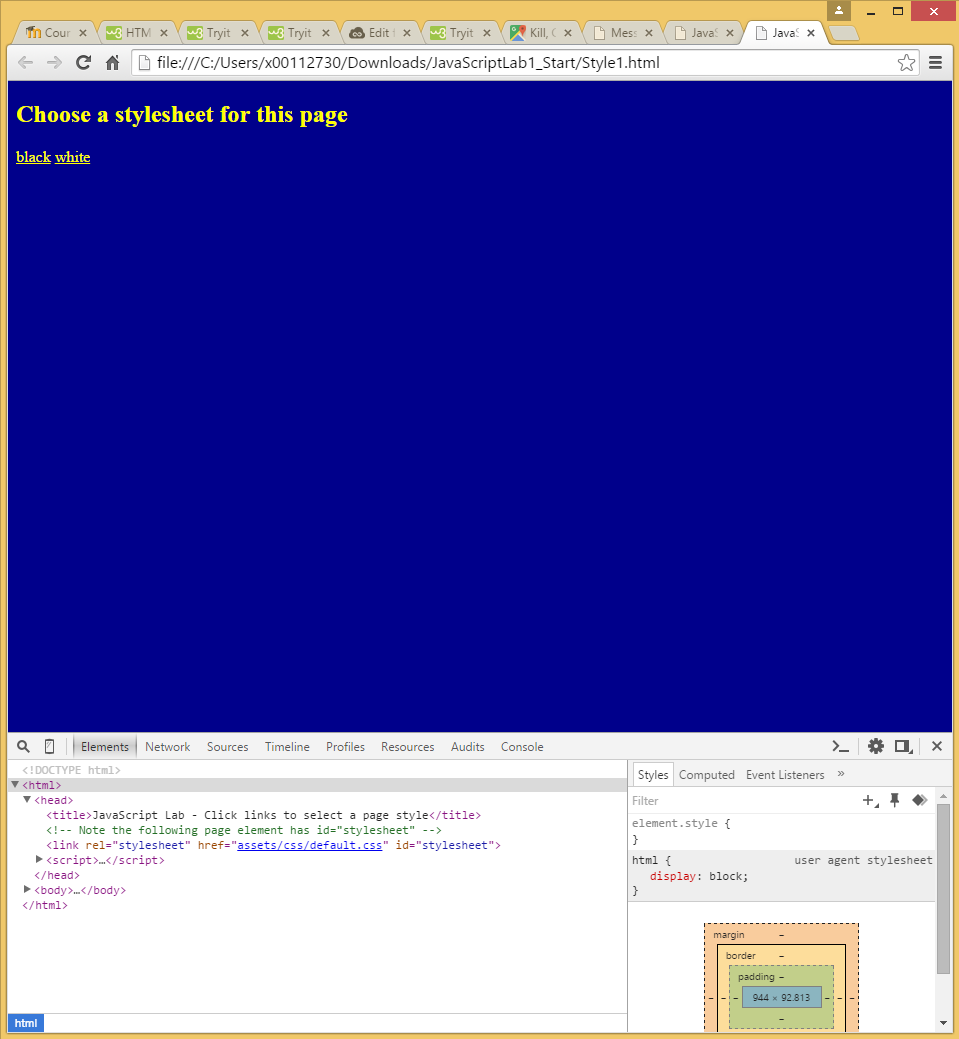 Cour
HTM
Tryit
Tryit
Edit
Tryit
Kill,
Mess
JavaS
JavaS
file:///C:/Users/x00112730/Downloads/JavaScriptLab1_Start/Style1.html
Choose a stylesheet for this page
black white
Elements Network Sources Timeline Profiles Resources Audits Console
<!DOCTYPE html>
<html>
<head>
<title>JavaScript Lab - Click links to select a page style</title>
<!-- Note the following page element has id="stylesheet" -->
<link rel="stylesheet" href="assets/css/default.css" id="stylesheet">
<script>…</script>
</head>
<body>…</body>
</html>
html
Styles Computed Event Listeners »
Filter
element.style {
}
html { user agent stylesheet
display: block;
}
margin –
border –
padding –
– – – 944 × 92.813 – – –
–